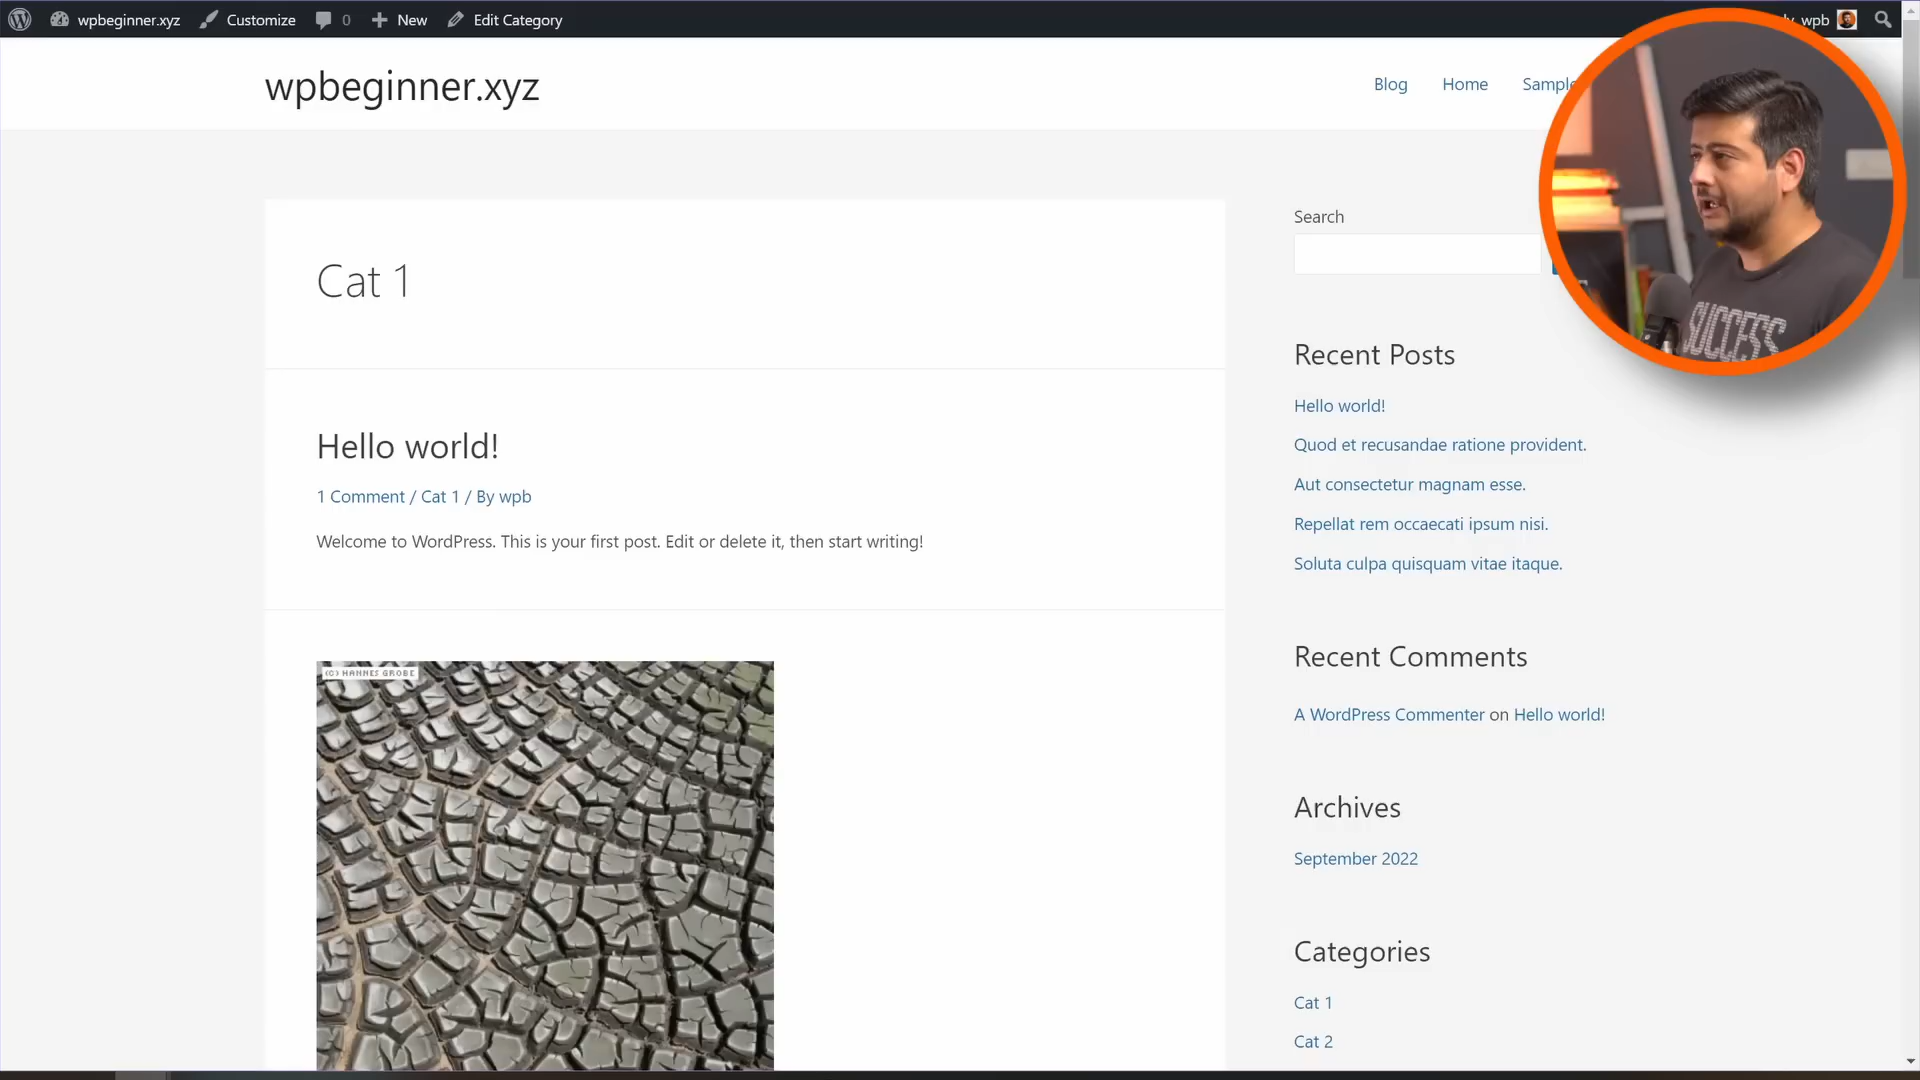 wpbeginner.xyz Customize 0 New Edit Category wpb
wpbeginner.xyz
Blog Home Sample
Search
Cat 1
Recent Posts
Hello world!
Quod et recusandae ratione provident.
Aut consectetur magnam esse.
Repellat rem occaecati ipsum nisi.
Soluta culpa quisquam vitae itaque.
Hello world!
1 Comment / Cat 1 / By wpb
Welcome to WordPress. This is your first post. Edit or delete it, then start writing!
(C) HANNES GROBE
Recent Comments
A WordPress Commenter on Hello world!
Archives
September 2022
Categories
Cat 1
Cat 2
SUCCESS